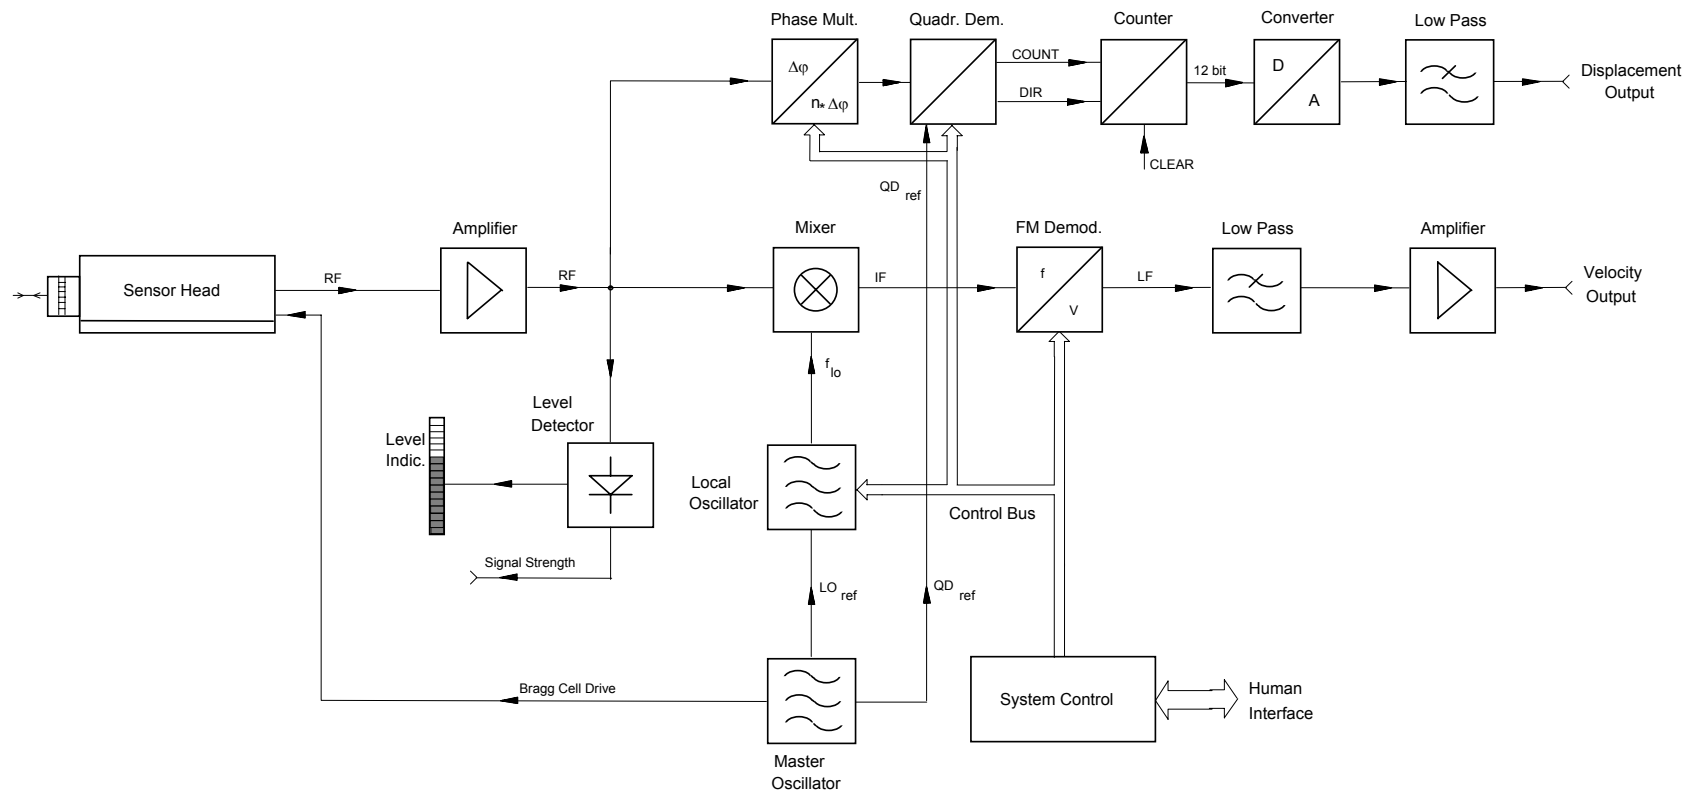 Phase Mult.
Quadr. Dem.
Counter
Converter
Low Pass
Δφ
n* Δφ
COUNT
DIR
12 bit
D
A
Displacement
Output
CLEAR
QD ref
Amplifier
Mixer
FM Demod.
Low Pass
Amplifier
Sensor Head
RF
RF
IF
f
V
LF
Velocity
Output
f lo
Level
Detector
Level
Indic.
Local
Oscillator
Control Bus
Signal Strength
LO ref
QD ref
Bragg Cell Drive
System Control
Human
Interface
Master
Oscillator